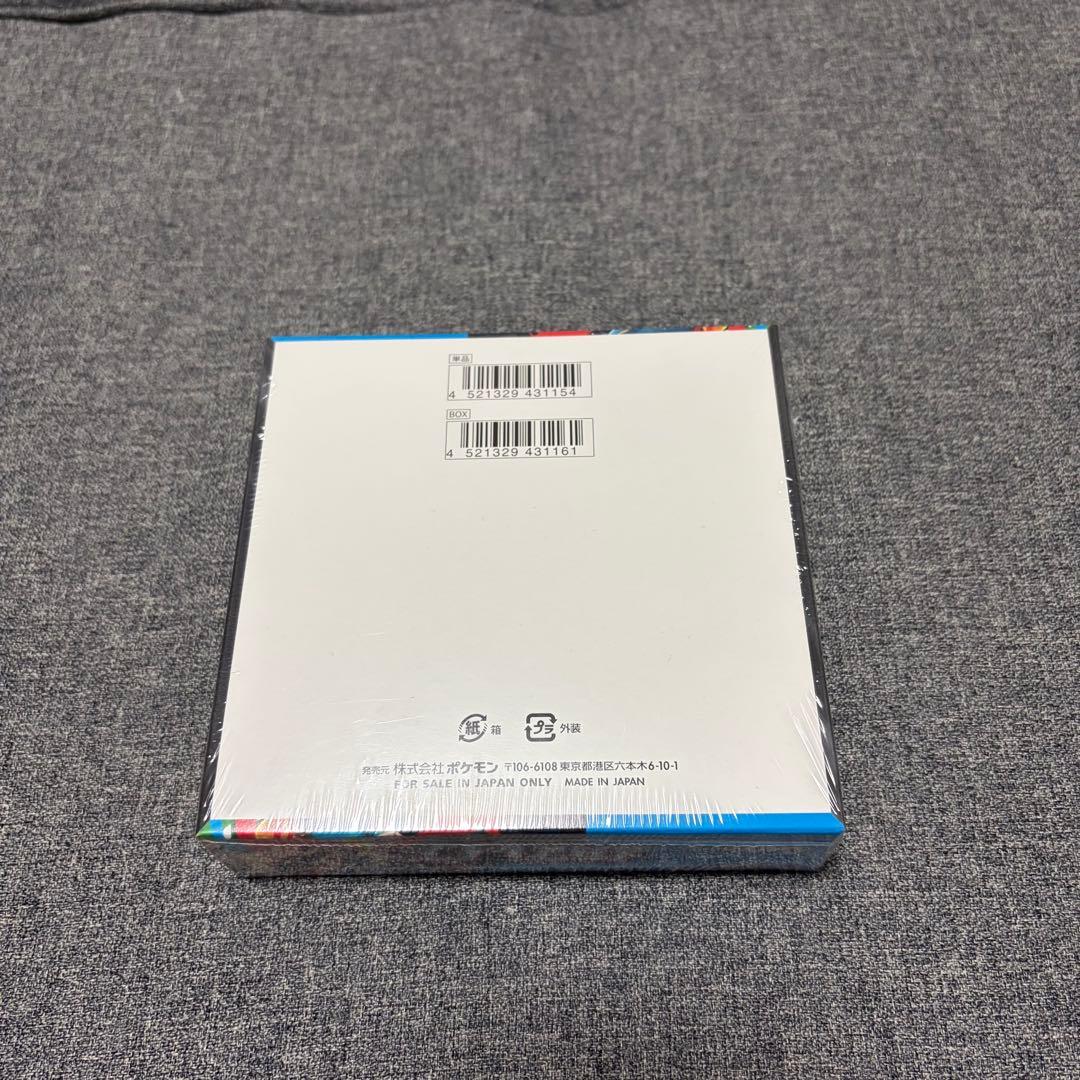 単品
4 521329 431154
BOX
4 521329 431161
紙 箱 プラ 外装
発売元 株式会社ポケモン 〒106-6108 東京都港区六本木6-10-1
FOR SALE IN JAPAN ONLY MADE IN JAPAN